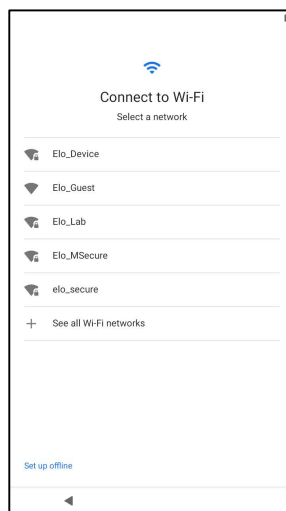 Connect to Wi-Fi
Select a network
Elo_Device
Elo_Guest
Elo_Lab
Elo_MSecure
elo_secure
See all Wi-Fi networks
Set up offline